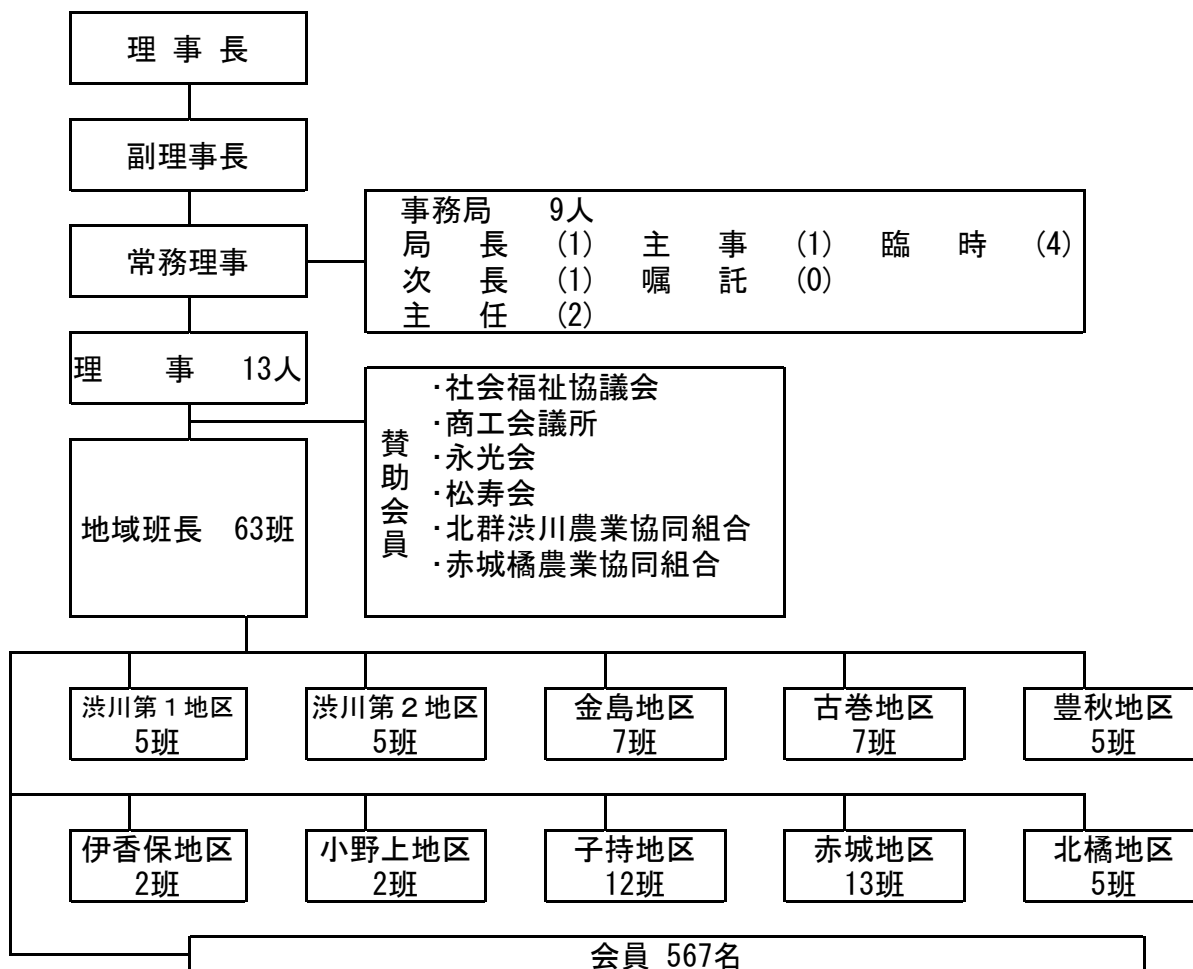 理 事 長
副理事長
常務理事
事務局 9人
局 長 (1) 主 事 (1) 臨 時 (4)
次 長 (1) 嘱 託 (0)
主 任 (2)
理 事 13人
賛助会員
・社会福祉協議会
・商工会議所
・永光会
・松寿会
・北群渋川農業協同組合
・赤城橘農業協同組合
地域班長 63班
渋川第１地区
5班
渋川第２地区
5班
金島地区
7班
古巻地区
7班
豊秋地区
5班
伊香保地区
2班
小野上地区
2班
子持地区
12班
赤城地区
13班
北橘地区
5班
会員 567名